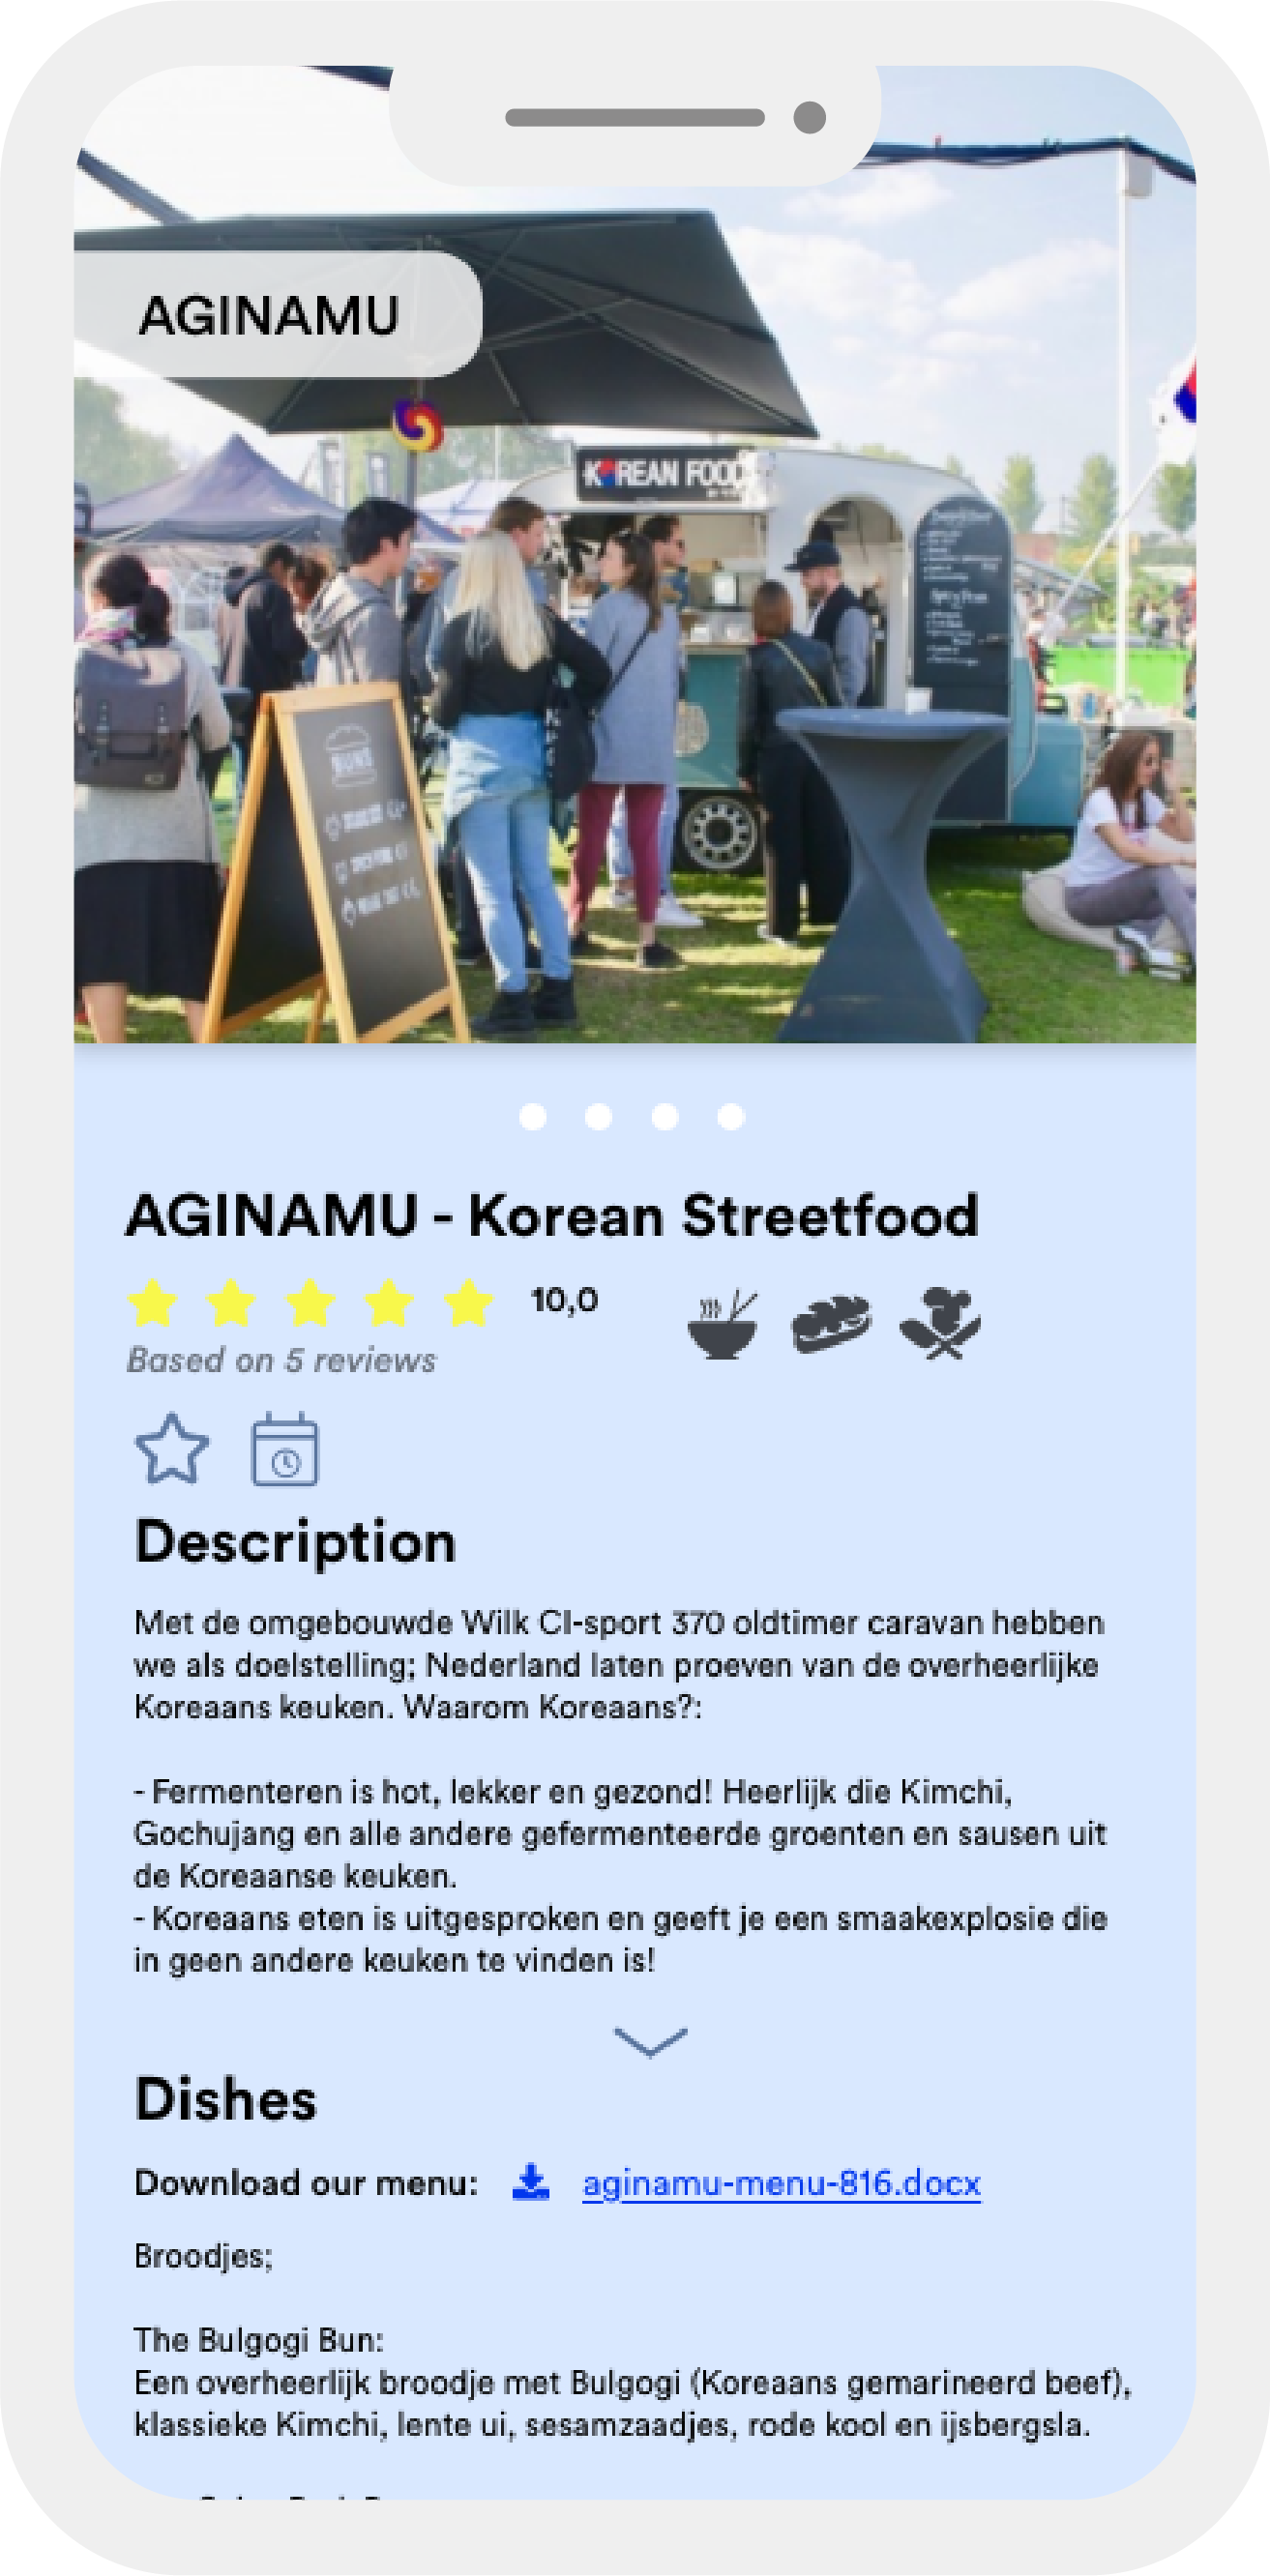 AGINAMU
KOREAN FOOD
BUNS
AGINAMU - Korean Streetfood
10,0
Based on 5 reviews
Description
Met de omgebouwde Wilk CI-sport 370 oldtimer caravan hebben
we als doelstelling; Nederland laten proeven van de overheerlijke
Koreaans keuken. Waarom Koreaans?:
- Fermenteren is hot, lekker en gezond! Heerlijk die Kimchi,
Gochujang en alle andere gefermenteerde groenten en sausen uit
de Koreaanse keuken.
- Koreaans eten is uitgesproken en geeft je een smaakexplosie die
in geen andere keuken te vinden is!
Dishes
Download our menu: aginamu-menu-816.docx
Broodjes;
The Bulgogi Bun:
Een overheerlijk broodje met Bulgogi (Koreaans gemarineerd beef),
klassieke Kimchi, lente ui, sesamzaadjes, rode kool en ijsbergsla.